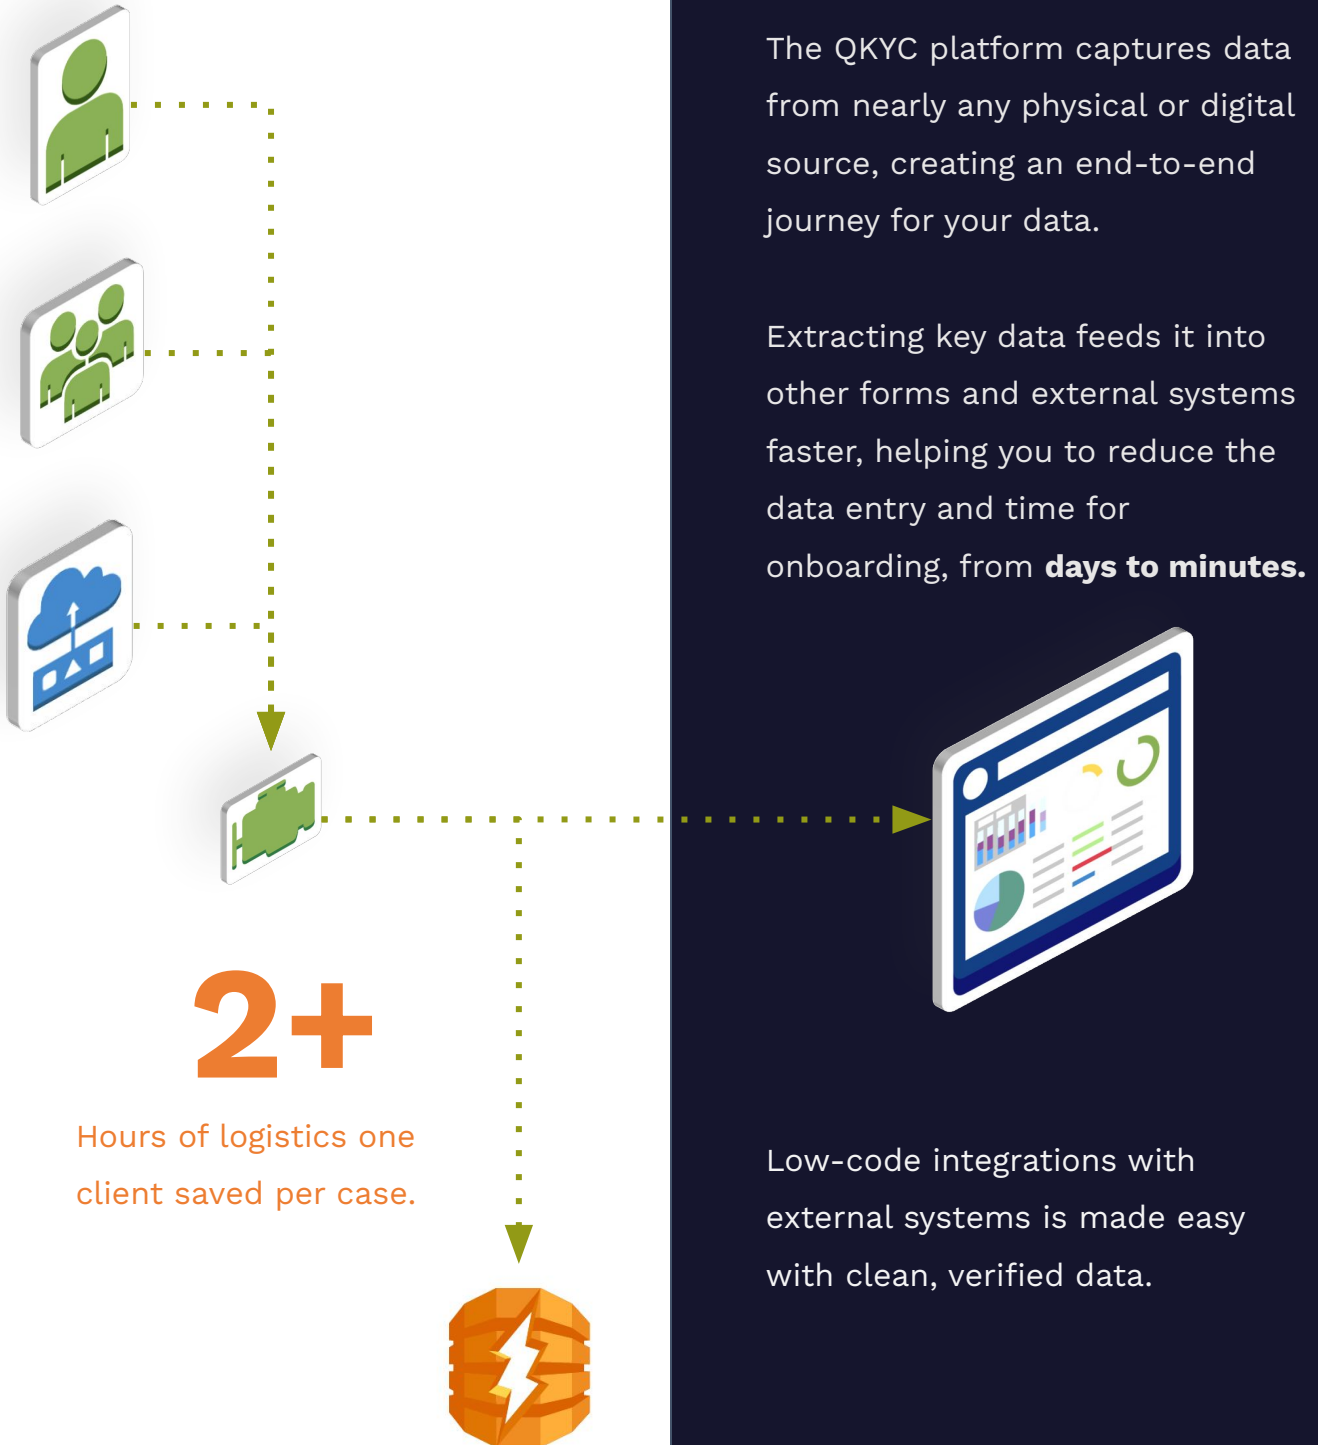 The QKYC platform captures data
from nearly any physical or digital
source, creating an end-to-end
journey for your data.
Extracting key data feeds it into
other forms and external systems
faster, helping you to reduce the
data entry and time for
onboarding, from days to minutes.
2+
Hours of logistics one
client saved per case.
Low-code integrations with
external systems is made easy
with clean, verified data.